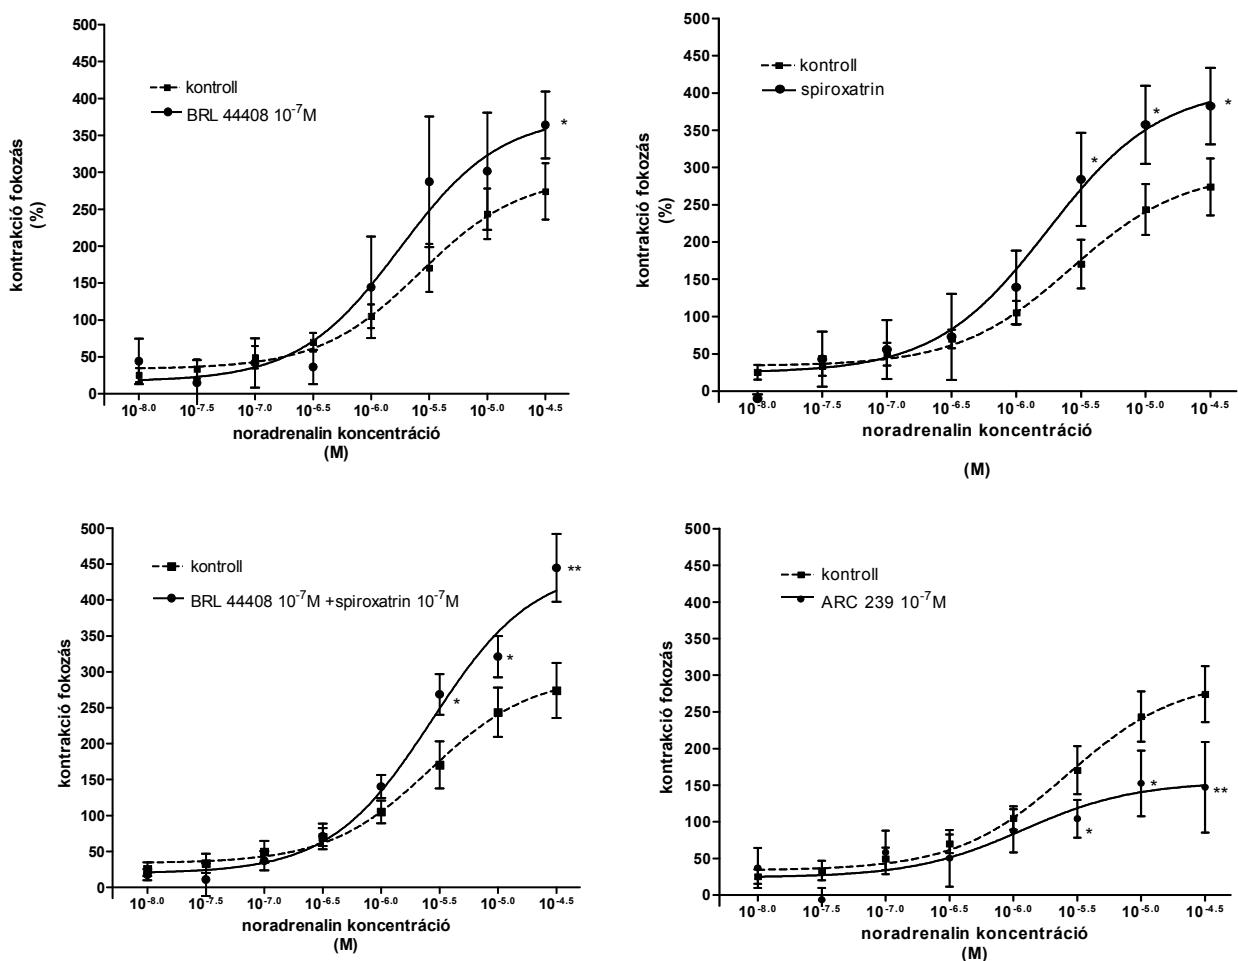 500
450
400
350
300
250
200
150
100
50
0
kontrakció fokozás
(%)
kontroll
BRL 44408 10⁻⁷M
*
10⁻⁸·⁰ 10⁻⁷·⁵ 10⁻⁷·⁰ 10⁻⁶·⁵ 10⁻⁶·⁰ 10⁻⁵·⁵ 10⁻⁵·⁰ 10⁻⁴·⁵
noradrenalin koncentráció
(M)
500
450
400
350
300
250
200
150
100
50
0
kontrakció fokozás
(%)
kontroll
spiroxatrin
*
*
*
10⁻⁸·⁰ 10⁻⁷·⁵ 10⁻⁷·⁰ 10⁻⁶·⁵ 10⁻⁶·⁰ 10⁻⁵·⁵ 10⁻⁵·⁰ 10⁻⁴·⁵
noradrenalin koncentráció
(M)
500
450
400
350
300
250
200
150
100
50
0
kontrakció fokozás
kontroll
BRL 44408 10⁻⁷M +spiroxatrin 10⁻⁷M
**
*
*
10⁻⁸·⁰ 10⁻⁷·⁵ 10⁻⁷·⁰ 10⁻⁶·⁵ 10⁻⁶·⁰ 10⁻⁵·⁵ 10⁻⁵·⁰ 10⁻⁴·⁵
noradrenalin koncentráció
(M)
500
450
400
350
300
250
200
150
100
50
0
kontrakció fokozás
kontroll
ARC 239 10⁻⁷M
*
**
*
10⁻⁸·⁰ 10⁻⁷·⁵ 10⁻⁷·⁰ 10⁻⁶·⁵ 10⁻⁶·⁰ 10⁻⁵·⁵ 10⁻⁵·⁰ 10⁻⁴·⁵
noradrenalin koncentráció
(M)